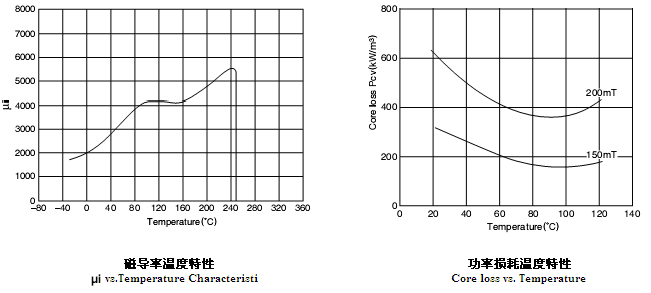 8000
7000
6000
5000
4000
3000
2000
1000
0
μii
−80 −40 0 40 80 120 160 200 240 280 320 360
Temperature(°C)
磁导率温度特性
μi vs.Temperature Characteristi
800
600
400
200
0
Core loss Pcv(kW/m3)
200mT
150mT
0 20 40 60 80 100 120 140
Temperature(°C)
功率损耗温度特性
Core loss vs. Temperature